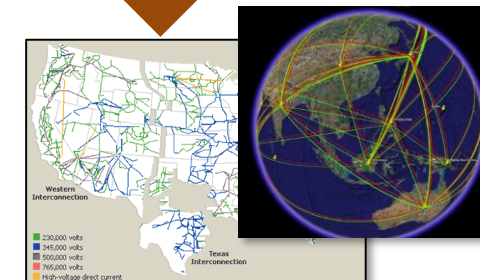 Western
Interconnection
Texas
Interconnection
230,000 volts
345,000 volts
500,000 volts
765,000 volts
High-voltage direct current